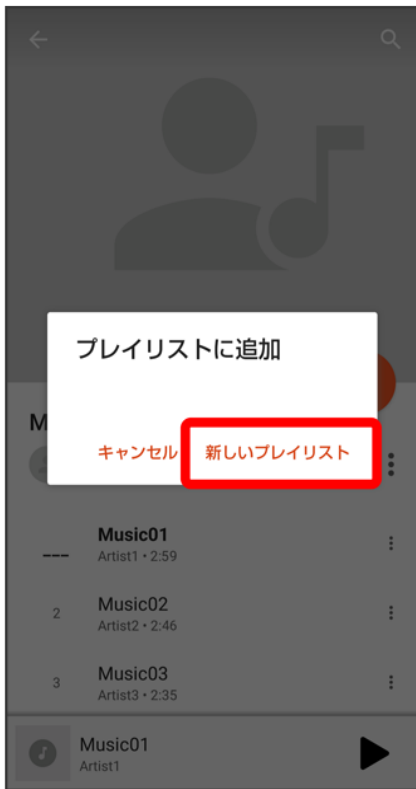 プレイリストに追加
M
キャンセル 新しいプレイリスト
Music01
Artist1・2:59
2 Music02
Artist2・2:46
3 Music03
Artist3・2:35
Music01
Artist1